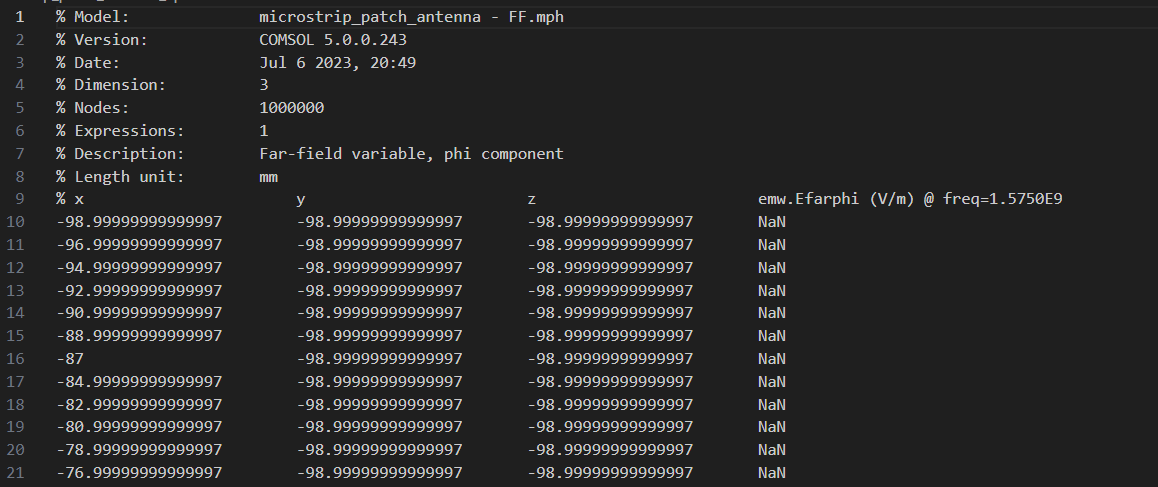 1 % Model: microstrip_patch_antenna - FF.mph
2 % Version: COMSOL 5.0.0.243
3 % Date: Jul 6 2023, 20:49
4 % Dimension: 3
5 % Nodes: 1000000
6 % Expressions: 1
7 % Description: Far-field variable, phi component
8 % Length unit: mm
9 % x y z emw.Efarphi (V/m) @ freq=1.5750E9
10 -98.99999999999997 -98.99999999999997 -98.99999999999997 NaN
11 -96.99999999999997 -98.99999999999997 -98.99999999999997 NaN
12 -94.99999999999997 -98.99999999999997 -98.99999999999997 NaN
13 -92.99999999999997 -98.99999999999997 -98.99999999999997 NaN
14 -90.99999999999997 -98.99999999999997 -98.99999999999997 NaN
15 -88.99999999999997 -98.99999999999997 -98.99999999999997 NaN
16 -87 -98.99999999999997 -98.99999999999997 NaN
17 -84.99999999999997 -98.99999999999997 -98.99999999999997 NaN
18 -82.99999999999997 -98.99999999999997 -98.99999999999997 NaN
19 -80.99999999999997 -98.99999999999997 -98.99999999999997 NaN
20 -78.99999999999997 -98.99999999999997 -98.99999999999997 NaN
21 -76.99999999999997 -98.99999999999997 -98.99999999999997 NaN